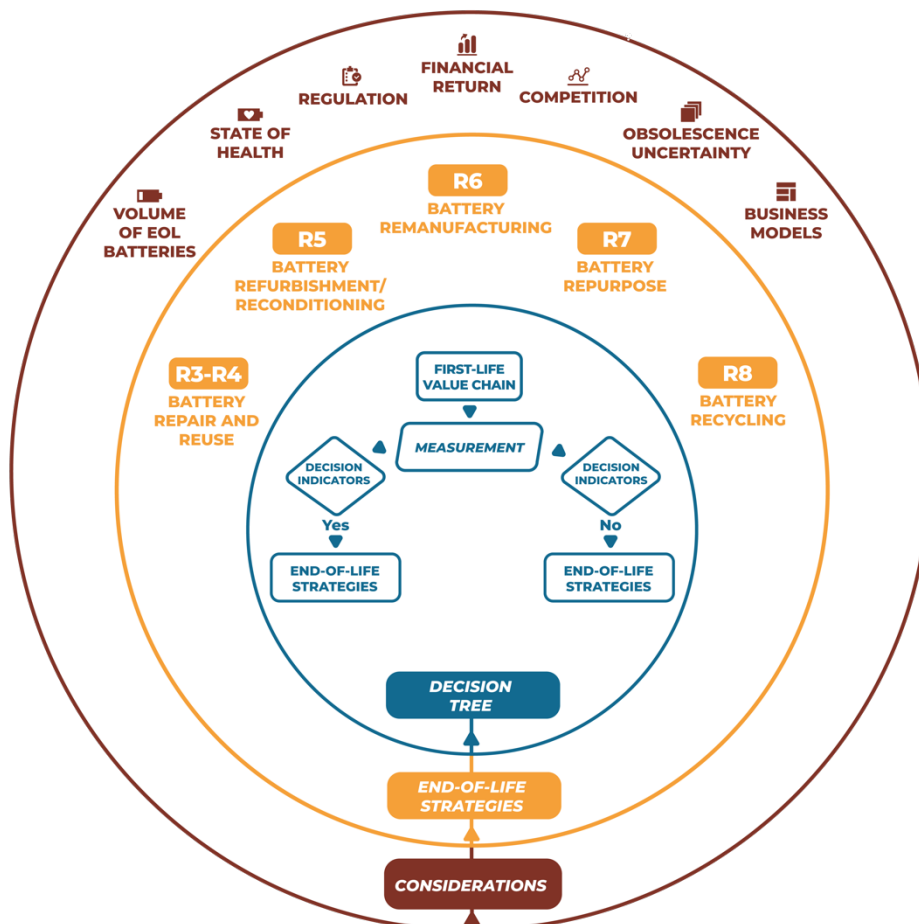 FINANCIAL
RETURN
REGULATION
COMPETITION
STATE OF
HEALTH
OBSOLESCENCE
UNCERTAINTY
VOLUME
OF EOL
BATTERIES
BUSINESS
MODELS
R6
BATTERY
REMANUFACTURING
R5
BATTERY
REFURBISHMENT/
RECONDITIONING
R7
BATTERY
REPURPOSE
R3-R4
BATTERY
REPAIR AND
REUSE
R8
BATTERY
RECYCLING
FIRST-LIFE
VALUE CHAIN
MEASUREMENT
DECISION
INDICATORS
DECISION
INDICATORS
Yes
No
END-OF-LIFE
STRATEGIES
END-OF-LIFE
STRATEGIES
DECISION
TREE
END-OF-LIFE
STRATEGIES
CONSIDERATIONS